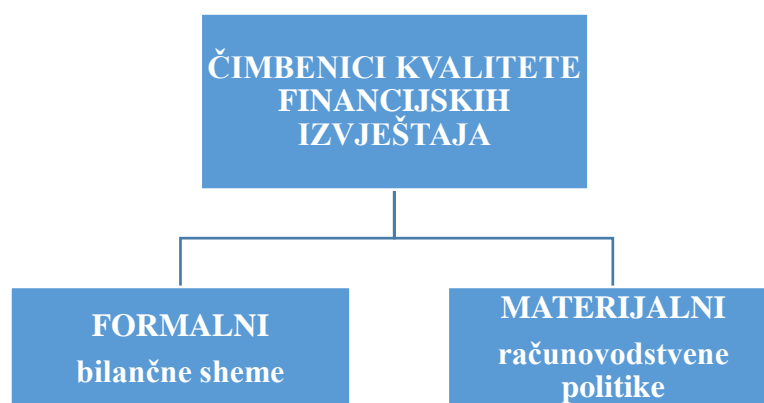 ČIMBENICI KVALITETE
FINANCIJSKIH
IZVJEŠTAJA
FORMALNI
bilančne sheme
MATERIJALNI
računovodstvene
politike